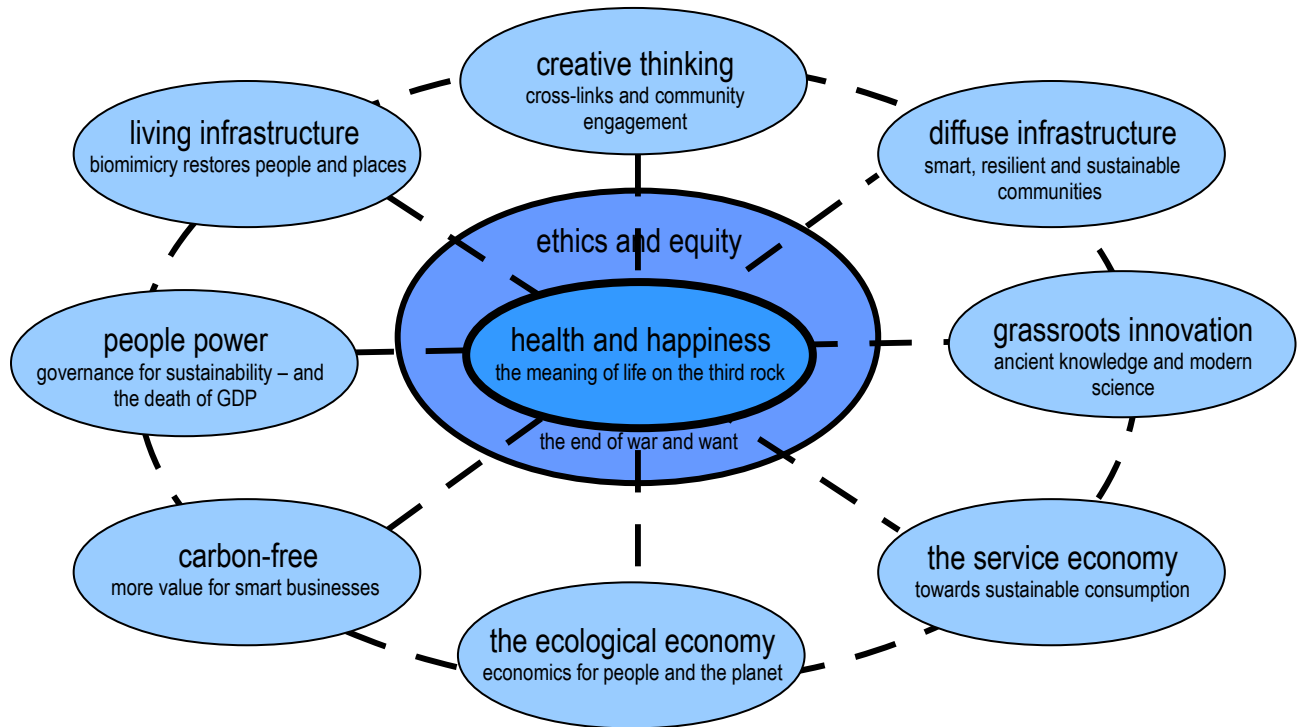 creative thinking
cross-links and community
engagement
living infrastructure
biomimicry restores people and places
diffuse infrastructure
smart, resilient and sustainable
communities
ethics and equity
people power
governance for sustainability – and
the death of GDP
health and happiness
the meaning of life on the third rock
grassroots innovation
ancient knowledge and modern
science
the end of war and want
carbon-free
more value for smart businesses
the service economy
towards sustainable consumption
the ecological economy
economics for people and the planet